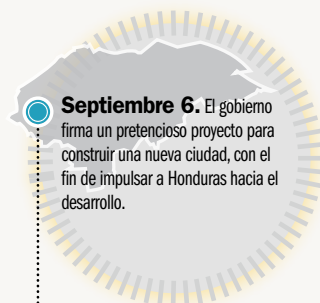 Septiembre 6. El gobierno
firma un pretencioso proyecto para
construir una nueva ciudad, con el
fin de impulsar a Honduras hacia el
desarrollo.